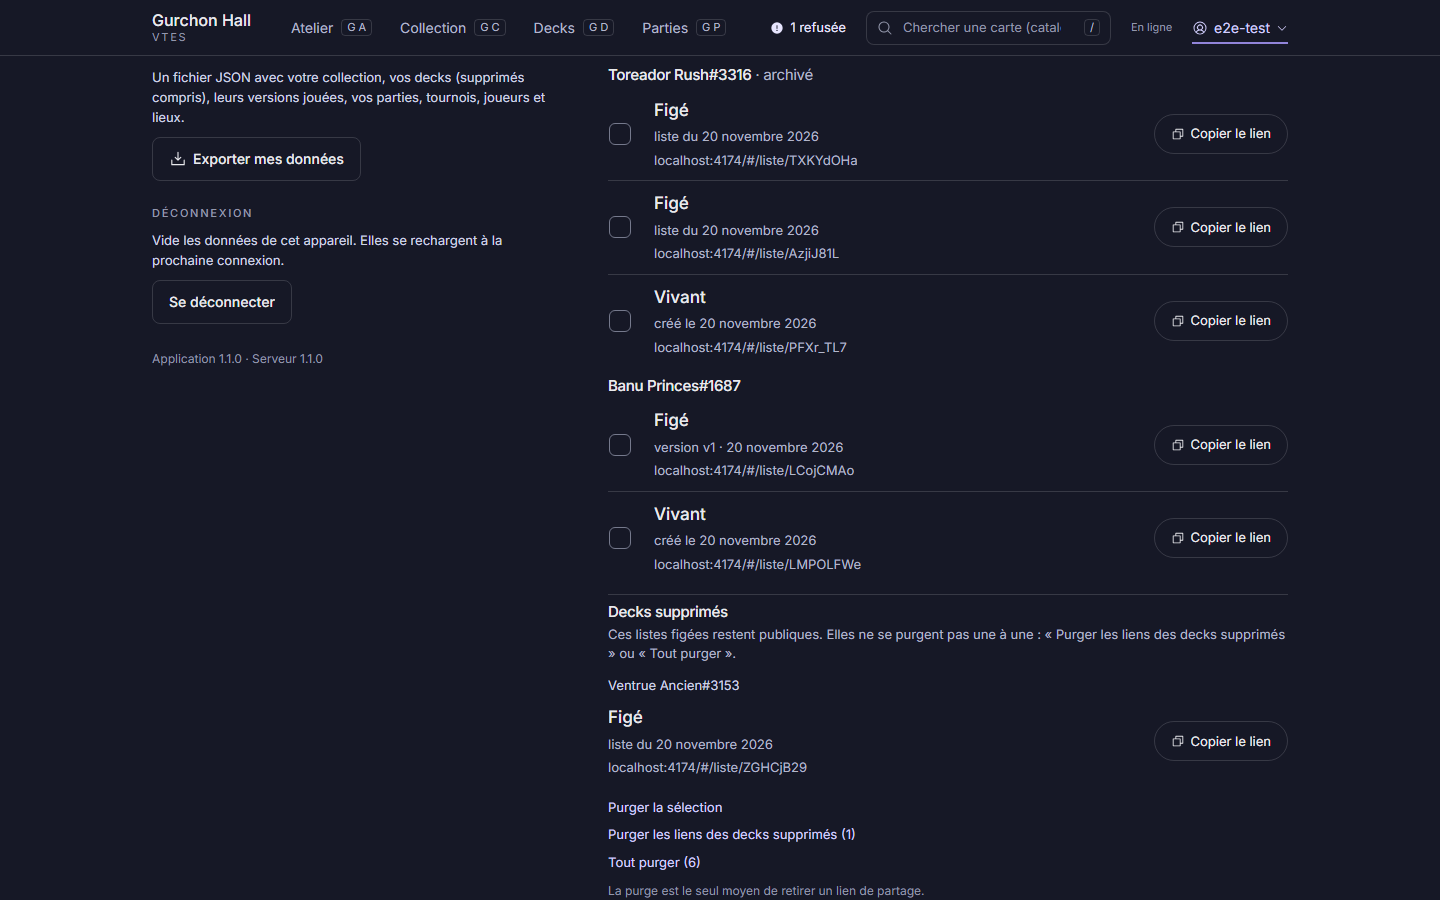 Gurchon Hall
VTES
Atelier G A
Collection G C
Decks G D
Parties G P
1 refusée
Chercher une carte (catal
/
En ligne
e2e-test
Un fichier JSON avec votre collection, vos decks (supprimés
compris), leurs versions jouées, vos parties, tournois, joueurs et
lieux.
Exporter mes données
DÉCONNEXION
Vide les données de cet appareil. Elles se rechargent à la
prochaine connexion.
Se déconnecter
Application 1.1.0 · Serveur 1.1.0
Toreador Rush#3316 · archivé
Figé
liste du 20 novembre 2026
localhost:4174/#/liste/TXKYdOHa
Copier le lien
Figé
liste du 20 novembre 2026
localhost:4174/#/liste/AzjiJ81L
Copier le lien
Vivant
créé le 20 novembre 2026
localhost:4174/#/liste/PFXr_TL7
Copier le lien
Banu Princes#1687
Figé
version v1 · 20 novembre 2026
localhost:4174/#/liste/LCojCMAo
Copier le lien
Vivant
créé le 20 novembre 2026
localhost:4174/#/liste/LMPOLFWe
Copier le lien
Decks supprimés
Ces listes figées restent publiques. Elles ne se purgent pas une à une : « Purger les liens des decks supprimés
» ou « Tout purger ».
Ventrue Ancien#3153
Figé
liste du 20 novembre 2026
localhost:4174/#/liste/ZGHCjB29
Copier le lien
Purger la sélection
Purger les liens des decks supprimés (1)
Tout purger (6)
La purge est le seul moyen de retirer un lien de partage.